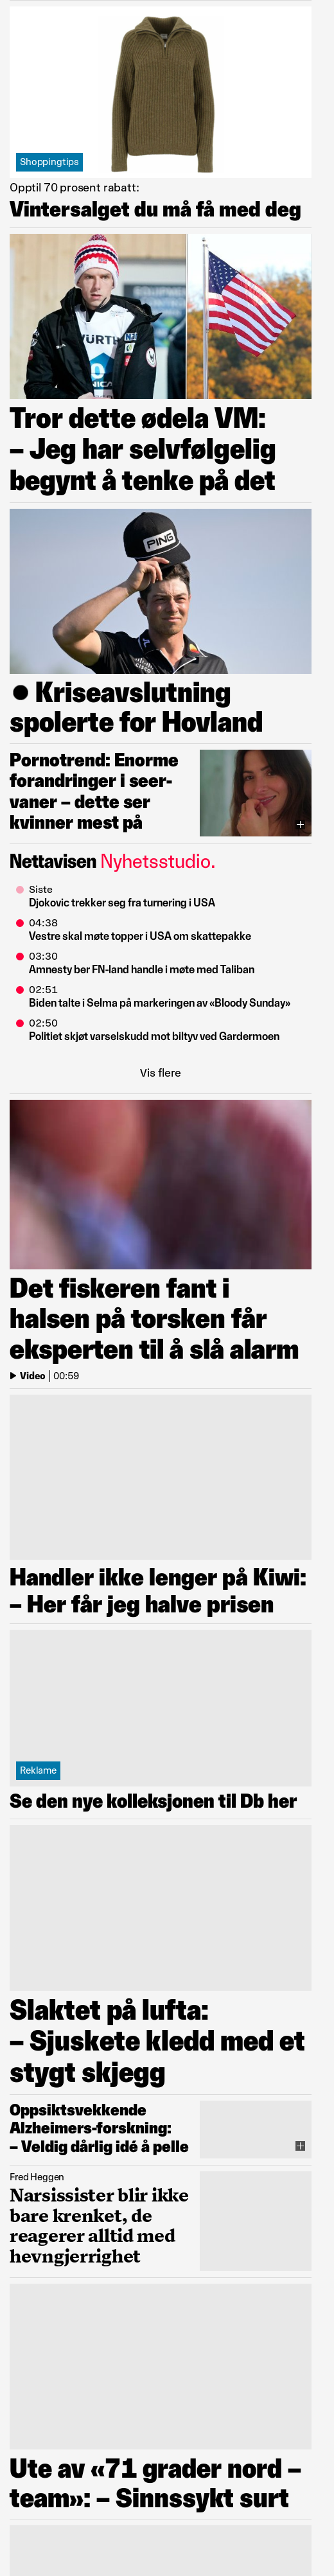 Shoppingtips
Opptil 70 prosent rabatt:
Vintersalget du må få med deg
WÜRTH
Tror dette ødela VM:
– Jeg har selvfølgelig
begynt å tenke på det
PING
Kriseavslutning
spolerte for Hovland
Pornotrend: Enorme
forandringer i seer-
vaner – dette ser
kvinner mest på
Nettavisen Nyhetsstudio.
Siste
Djokovic trekker seg fra turnering i USA
04:38
Vestre skal møte topper i USA om skattepakke
03:30
Amnesty ber FN-land handle i møte med Taliban
02:51
Biden talte i Selma på markeringen av «Bloody Sunday»
02:50
Politiet skjøt varselskudd mot biltyv ved Gardermoen
Vis flere
Det fiskeren fant i
halsen på torsken får
eksperten til å slå alarm
Video | 00:59
Handler ikke lenger på Kiwi:
– Her får jeg halve prisen
Reklame
Se den nye kolleksjonen til Db her
Slaktet på lufta:
– Sjuskete kledd med et
stygt skjegg
Oppsiktsvekkende
Alzheimers-forskning:
– Veldig dårlig idé å pelle
Fred Heggen
Narsissister blir ikke
bare krenket, de
reagerer alltid med
hevngjerrighet
Ute av «71 grader nord –
team»: – Sinnssykt surt